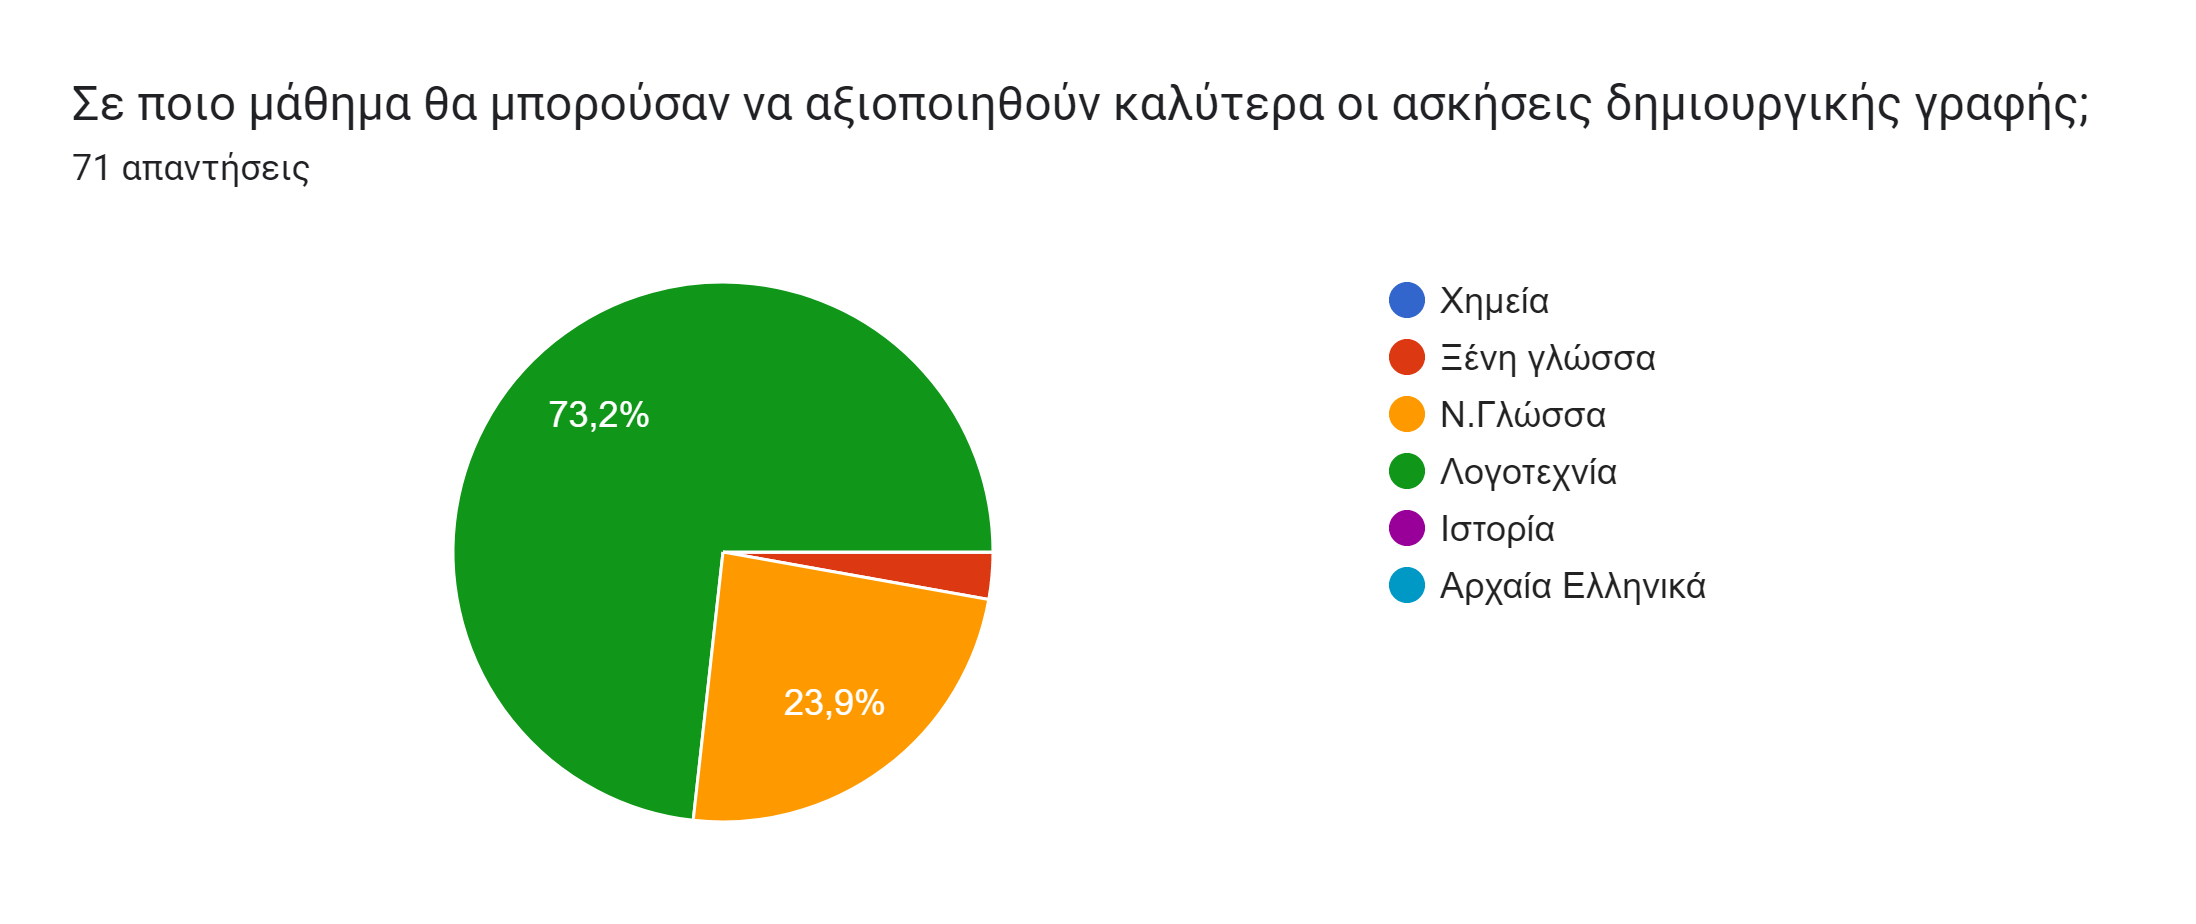 Σε ποιο μάθημα θα μπορούσαν να αξιοποιηθούν καλύτερα οι ασκήσεις δημιουργικής γραφής;
71 απαντήσεις
73,2%
23,9%
Χημεία
Ξένη γλώσσα
Ν.Γλώσσα
Λογοτεχνία
Ιστορία
Αρχαία Ελληνικά